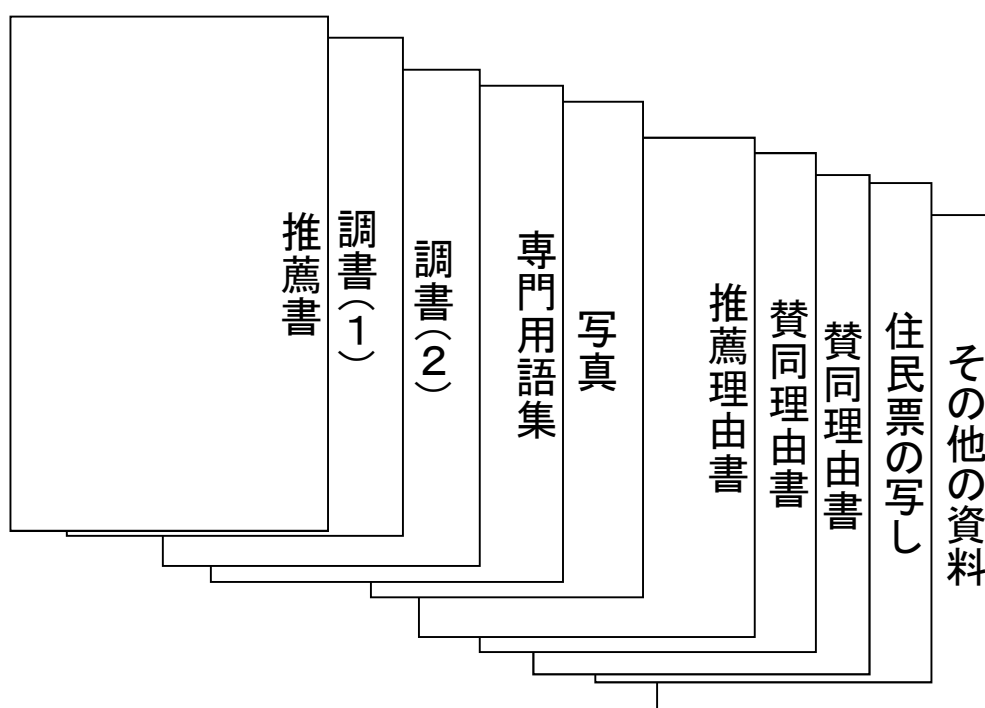 推薦書
調書（１）
調書（２）
専門用語集
写真
推薦理由書
賛同理由書
賛同理由書
住民票の写し
その他の資料